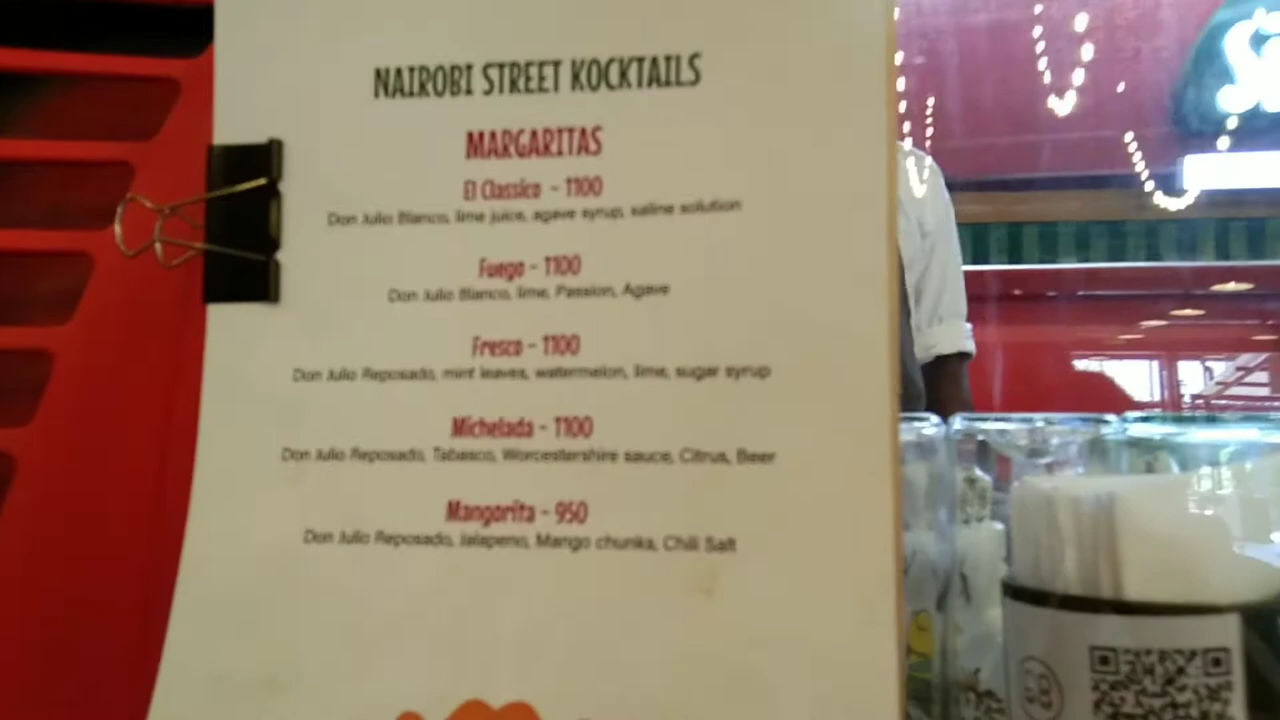 NAIROBI STREET KOCKTAILS
MARGARITAS
El Classico - 1100
Don Julio Blanco, lime juice, agave syrup, saline solution
Fuego - 1100
Don Julio Blanco, lime, Passion, Agave
Fresco - 1100
Don Julio Reposado, mint leaves, watermelon, lime, sugar syrup
Michelada - 1100
Don Julio Reposado, Tabasco, Worcestershire sauce, Citrus, Beer
Mangorita - 950
Don Julio Reposado, Jalapeno, Mango chunks, Chili Salt